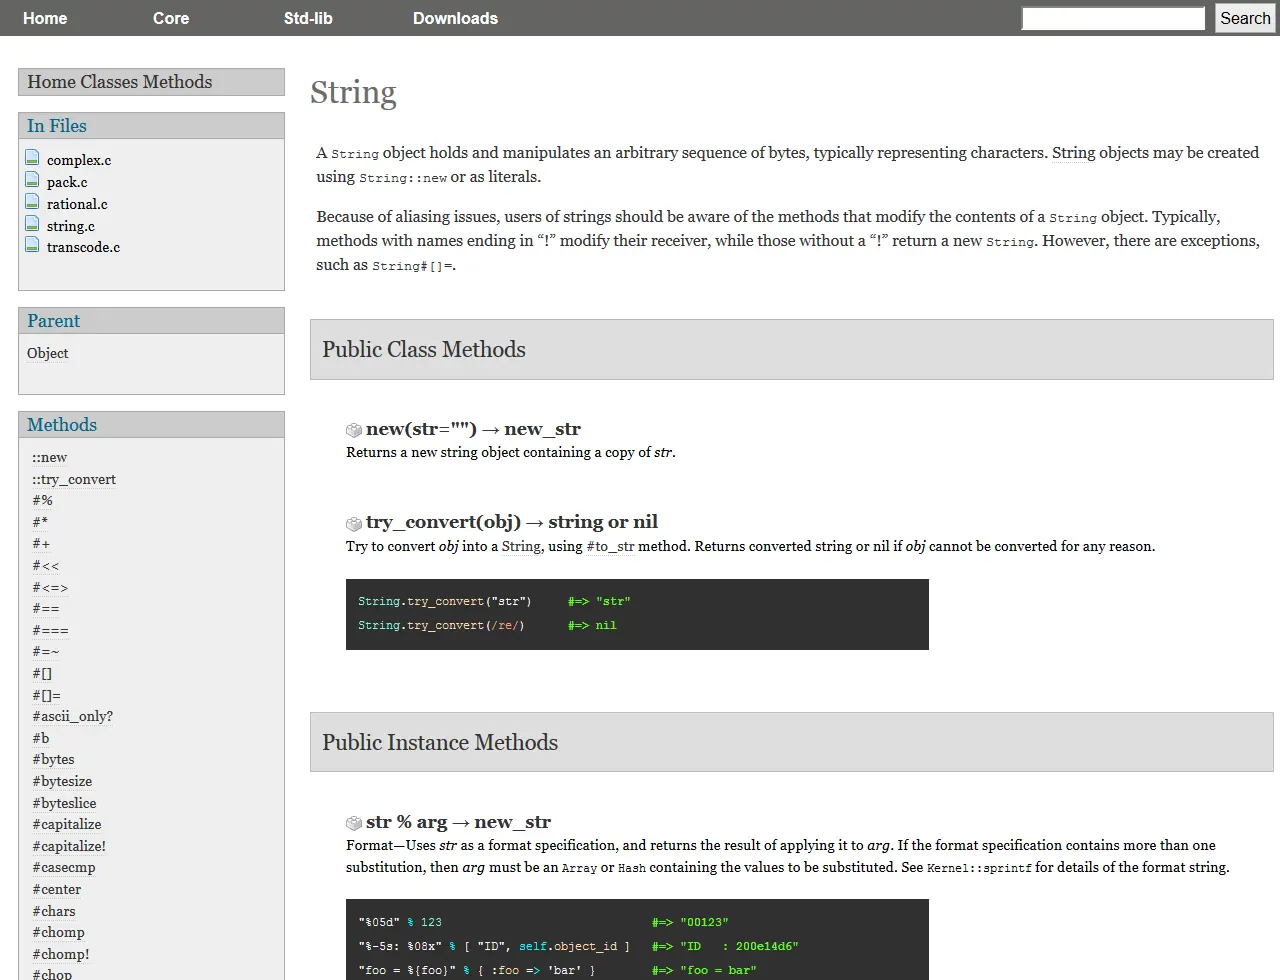 Home Core Std-lib Downloads Search
Home Classes Methods
In Files
complex.c
pack.c
rational.c
string.c
transcode.c
Parent
Object
Methods
::new
::try_convert
#%
#*
#+
#<<
#<=>
#==
#===
#=~
#[]
#[]=
#ascii_only?
#b
#bytes
#bytesize
#byteslice
#capitalize
#capitalize!
#casecmp
#center
#chars
#chomp
#chomp!
#chop
String
A String object holds and manipulates an arbitrary sequence of bytes, typically representing characters. String objects may be created
using String::new or as literals.
Because of aliasing issues, users of strings should be aware of the methods that modify the contents of a String object. Typically,
methods with names ending in “!” modify their receiver, while those without a “!” return a new String. However, there are exceptions,
such as String#[]=.
Public Class Methods
new(str="") → new_str
Returns a new string object containing a copy of str.
try_convert(obj) → string or nil
Try to convert obj into a String, using #to_str method. Returns converted string or nil if obj cannot be converted for any reason.
String.try_convert("str")     #=> "str"
String.try_convert(/re/)      #=> nil
Public Instance Methods
str % arg → new_str
Format—Uses str as a format specification, and returns the result of applying it to arg. If the format specification contains more than one
substitution, then arg must be an Array or Hash containing the values to be substituted. See Kernel::sprintf for details of the format string.
"%05d" % 123                              #=> "00123"
"%-5s: %08x" % [ "ID", self.object_id ]   #=> "ID   : 200e14d6"
"foo = %{foo}" % { :foo => 'bar' }        #=> "foo = bar"